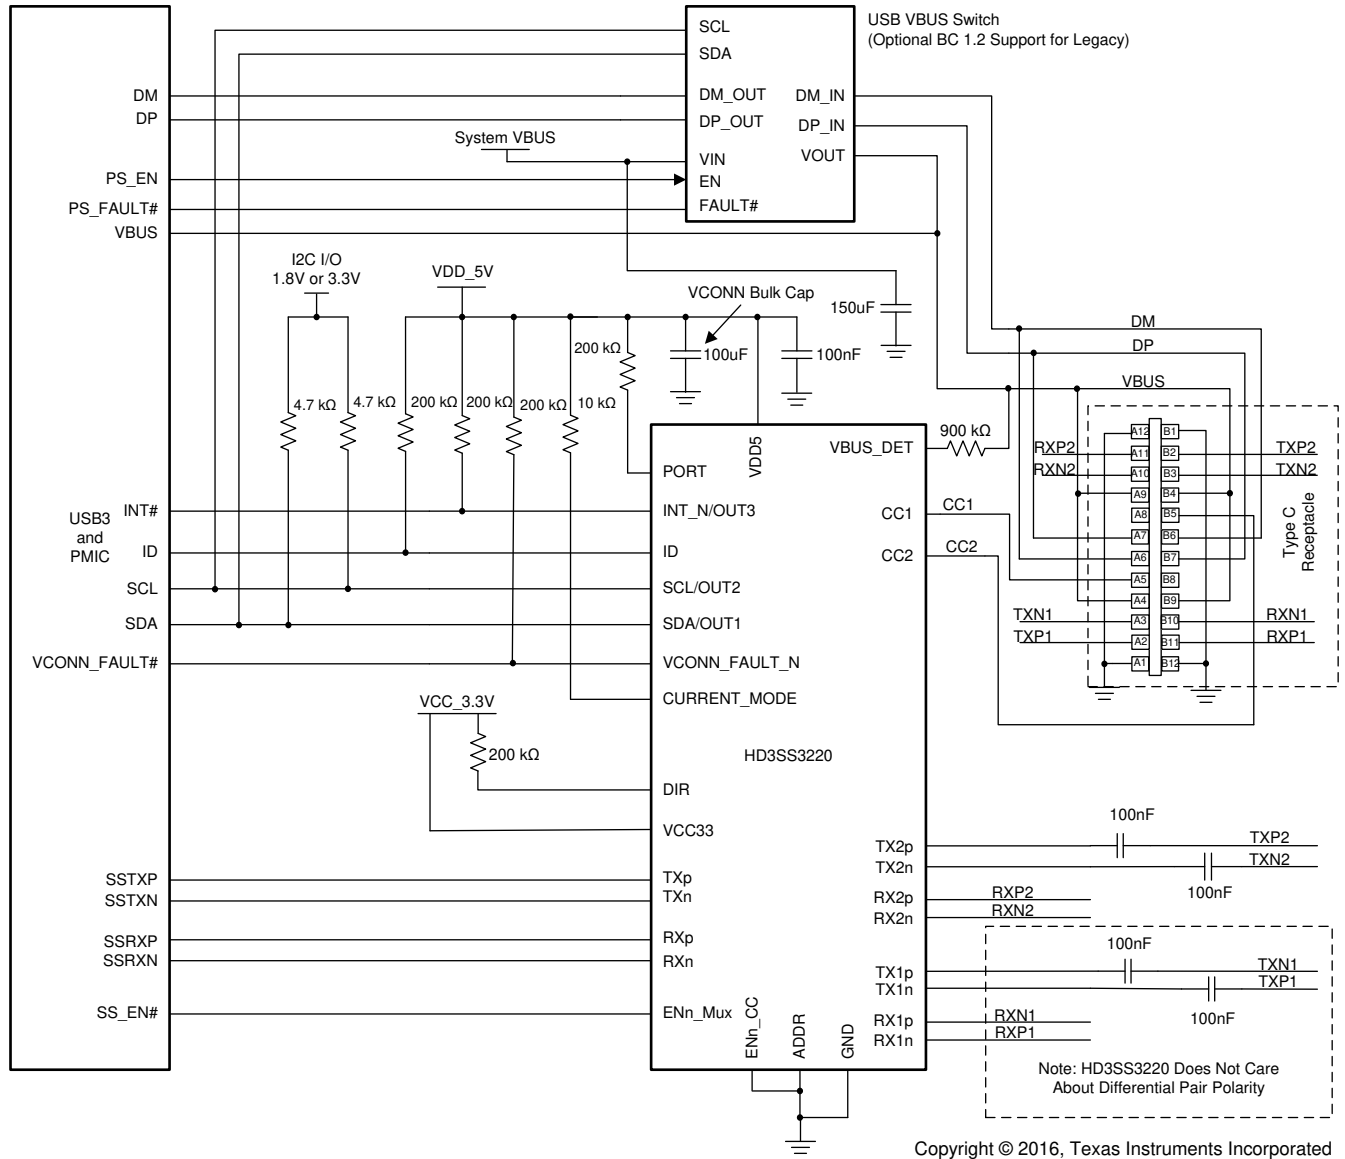 SCL
SDA
DM_OUT
DP_OUT
VIN
EN
FAULT#
DM_IN
DP_IN
VOUT
USB VBUS Switch
(Optional BC 1.2 Support for Legacy)
DM
DP
PS_EN
PS_FAULT#
VBUS
System VBUS
I2C I/O
1.8V or 3.3V
VDD_5V
VCONN Bulk Cap
150uF
200 kΩ
100uF
100nF
4.7 kΩ
4.7 kΩ
200 kΩ
200 kΩ
200 kΩ
10 kΩ
USB3
and
PMIC
INT#
ID
SCL
SDA
VCONN_FAULT#
VCC_3.3V
200 kΩ
SSTXP
SSTXN
SSRXP
SSRXN
SS_EN#
PORT
INT_N/OUT3
ID
SCL/OUT2
SDA/OUT1
VCONN_FAULT_N
CURRENT_MODE
HD3SS3220
DIR
VCC33
TXp
TXn
RXp
RXn
ENn_Mux
VDD5
ENn_CC
ADDR
GND
VBUS_DET
CC1
CC2
TX2p
TX2n
RX2p
RX2n
TX1p
TX1n
RX1p
RX1n
900 kΩ
CC1
CC2
DM
DP
VBUS
RXP2
RXN2
TXN1
TXP1
A12
A11
A10
A9
A8
A7
A6
A5
A4
A3
A2
A1
B1
B2
B3
B4
B5
B6
B7
B8
B9
B10
B11
B12
TXP2
TXN2
RXN1
RXP1
Type C
Receptacle
100nF
TXP2
TXN2
100nF
RXP2
RXN2
100nF
TXN1
TXP1
100nF
RXN1
RXP1
Note: HD3SS3220 Does Not Care
About Differential Pair Polarity
Copyright © 2016, Texas Instruments Incorporated